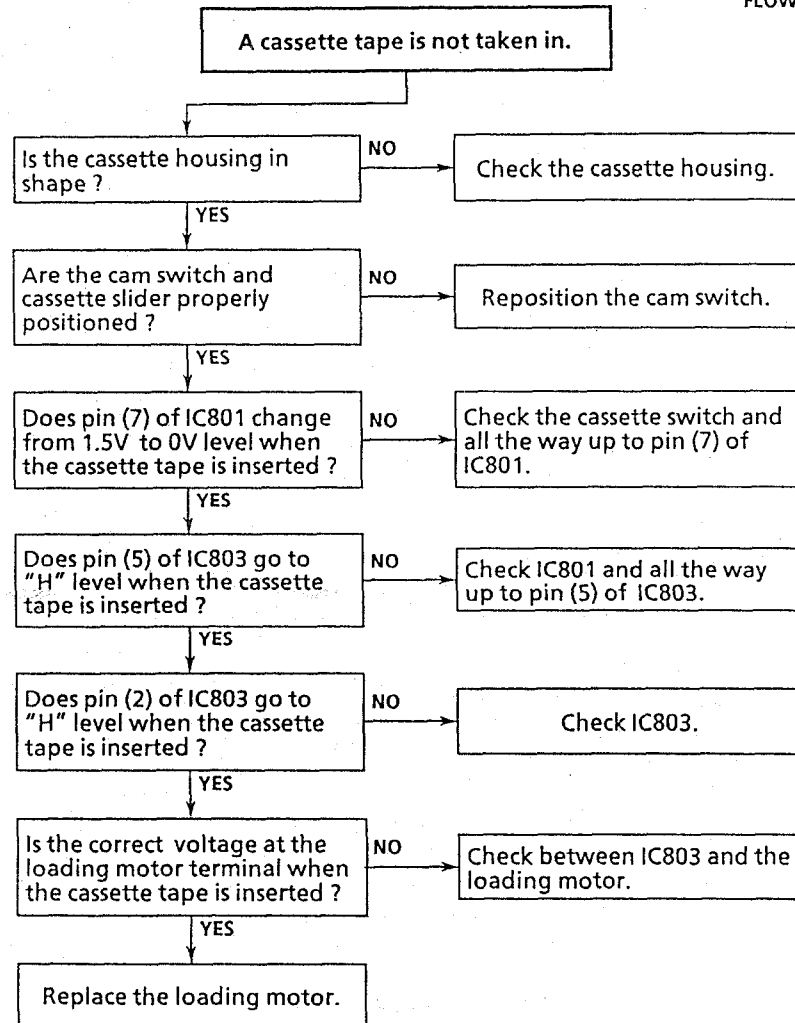 FLOW
A cassette tape is not taken in.
Is the cassette housing in
shape ?
NO
Check the cassette housing.
YES
Are the cam switch and
cassette slider properly
positioned ?
NO
Reposition the cam switch.
YES
Does pin (7) of IC801 change
from 1.5V to 0V level when
the cassette tape is inserted ?
NO
Check the cassette switch and
all the way up to pin (7) of
IC801.
YES
Does pin (5) of IC803 go to
"H" level when the cassette
tape is inserted ?
NO
Check IC801 and all the way
up to pin (5) of IC803.
YES
Does pin (2) of IC803 go to
"H" level when the cassette
tape is inserted ?
NO
Check IC803.
YES
Is the correct voltage at the
loading motor terminal when
the cassette tape is inserted ?
NO
Check between IC803 and the
loading motor.
YES
Replace the loading motor.